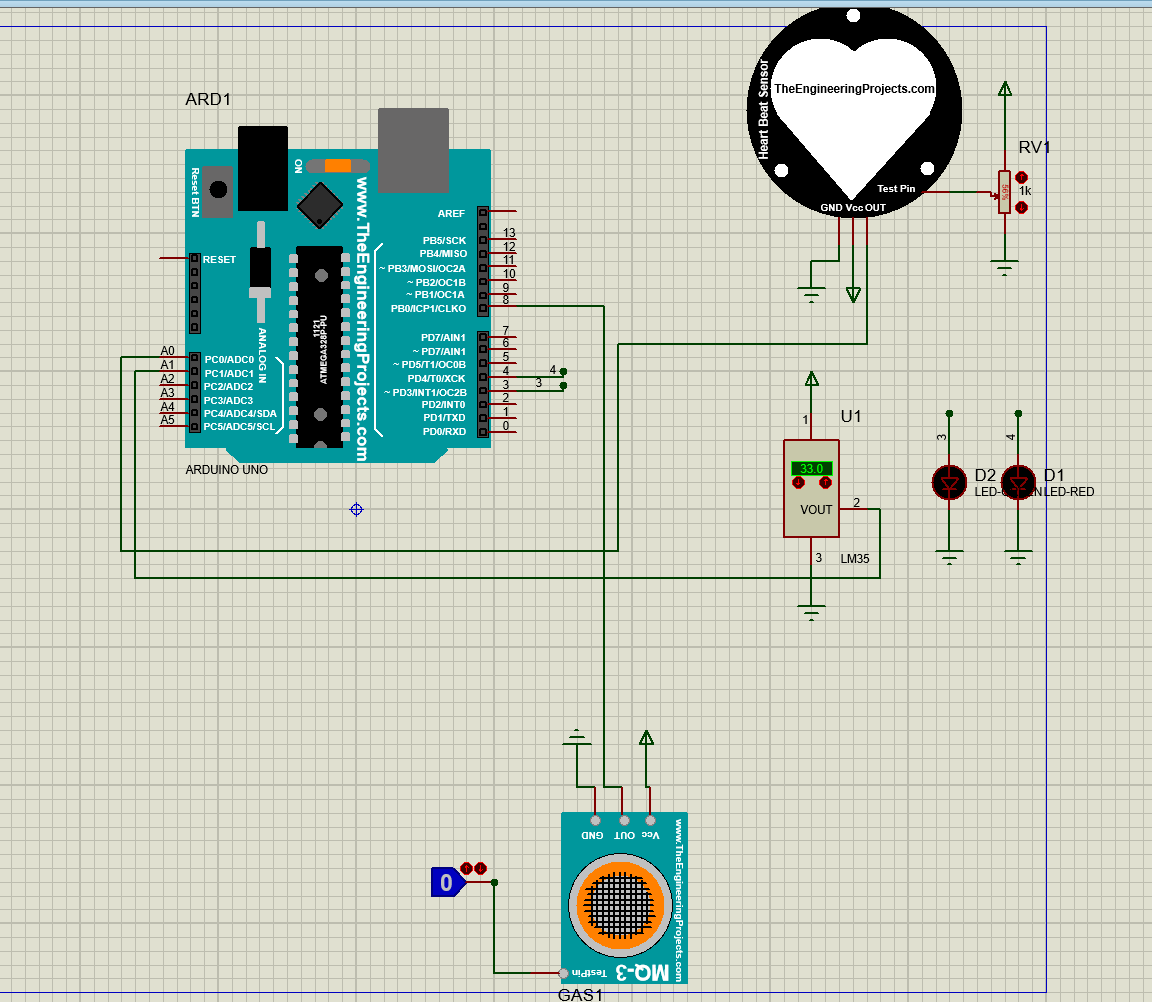 ARD1
ON
Reset BTN
www.TheEngineeringProjects.com
AREF
RESET
PB5/SCK
PB4/MISO
~ PB3/MOSI/OC2A
~ PB2/OC1B
~ PB1/OC1A
PB0/ICP1/CLKO
13
12
11
10
9
8
1121
ATMEGA328P-PU
ANALOG IN
PD7/AIN1
~ PD7/AIN1
~ PD5/T1/OC0B
PD4/T0/XCK
~ PD3/INT1/OC2B
PD2/INT0
PD1/TXD
PD0/RXD
7
6
5
4
3
2
1
0
4
3
A0
A1
A2
A3
A4
A5
PC0/ADC0
PC1/ADC1
PC2/ADC2
PC3/ADC3
PC4/ADC4/SDA
PC5/ADC5/SCL
ARDUINO UNO
Heart Beat Sensor
TheEngineeringProjects.com
Test Pin
GND Vcc OUT
RV1
56%
1k
U1
1
33.0
VOUT
2
3
LM35
3
4
D2
D1
LED-RED
GND
OUT
Vcc
www.TheEngineeringProjects.com
0
TestPin
MQ-3
GAS1